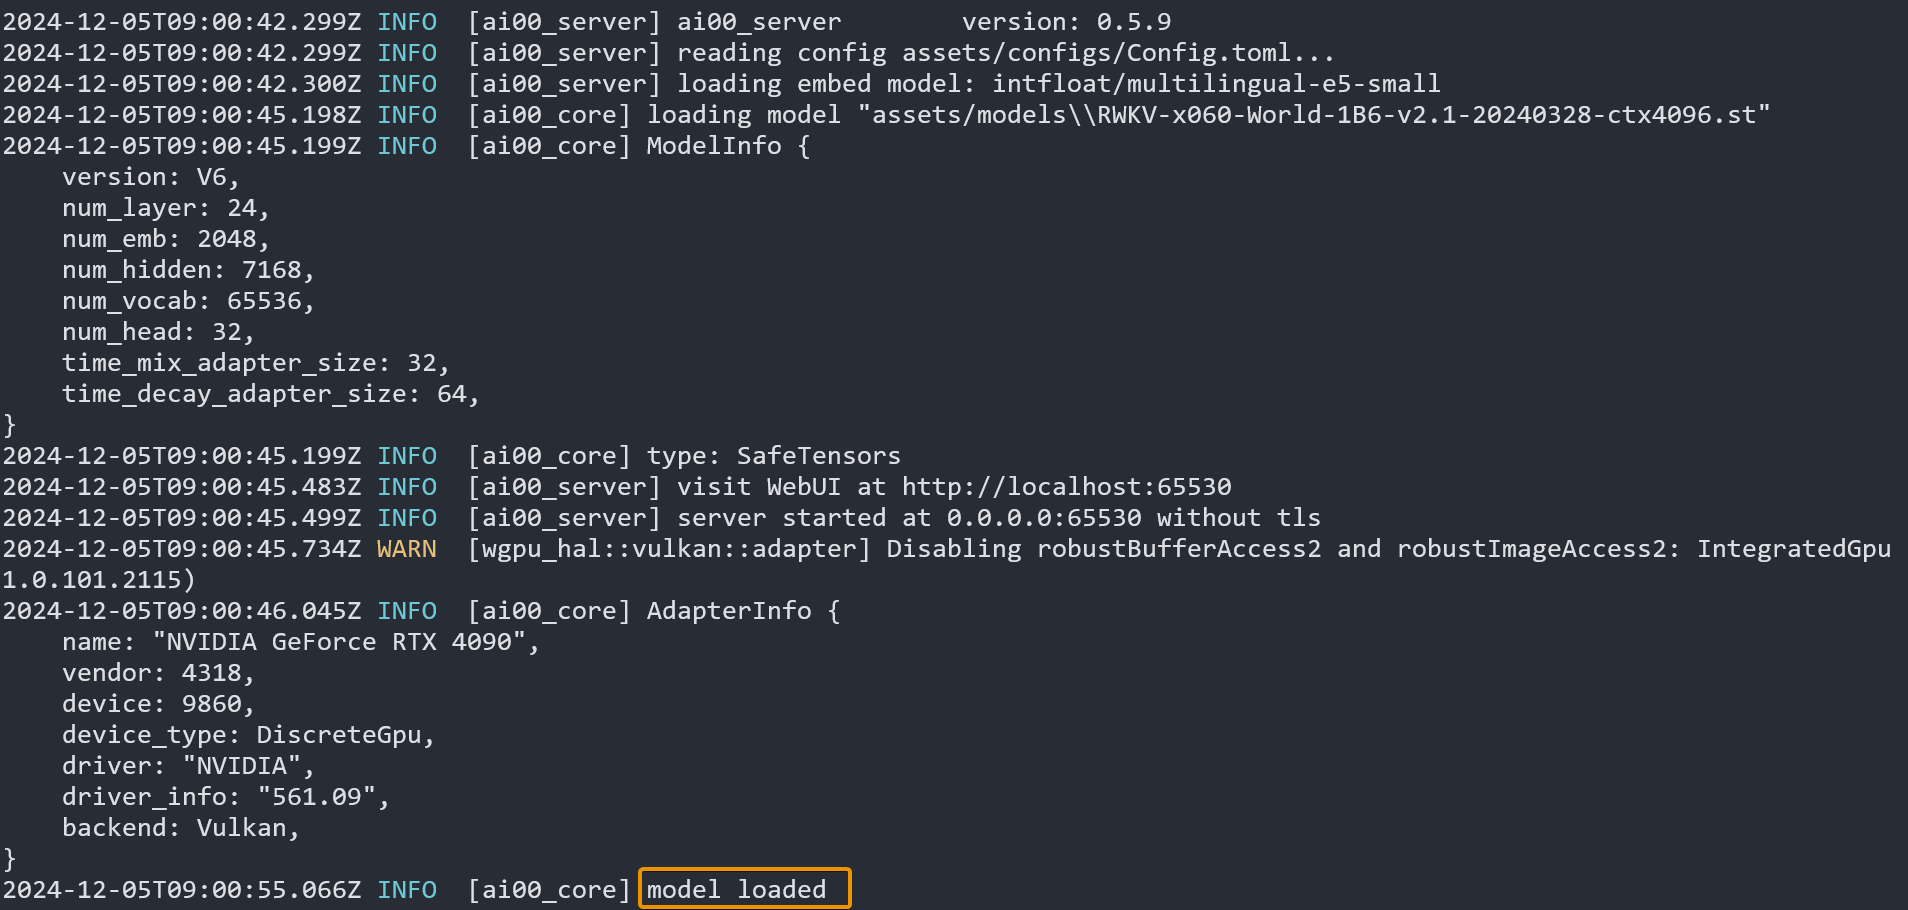 2024-12-05T09:00:42.299Z INFO  [ai00_server] ai00_server        version: 0.5.9
2024-12-05T09:00:42.299Z INFO  [ai00_server] reading config assets/configs/Config.toml...
2024-12-05T09:00:42.300Z INFO  [ai00_server] loading embed model: intfloat/multilingual-e5-small
2024-12-05T09:00:45.198Z INFO  [ai00_core] loading model "assets/models\\RWKV-x060-World-1B6-v2.1-20240328-ctx4096.st"
2024-12-05T09:00:45.199Z INFO  [ai00_core] ModelInfo {
    version: V6,
    num_layer: 24,
    num_emb: 2048,
    num_hidden: 7168,
    num_vocab: 65536,
    num_head: 32,
    time_mix_adapter_size: 32,
    time_decay_adapter_size: 64,
}
2024-12-05T09:00:45.199Z INFO  [ai00_core] type: SafeTensors
2024-12-05T09:00:45.483Z INFO  [ai00_server] visit WebUI at http://localhost:65530
2024-12-05T09:00:45.499Z INFO  [ai00_server] server started at 0.0.0.0:65530 without tls
2024-12-05T09:00:45.734Z WARN  [wgpu_hal::vulkan::adapter] Disabling robustBufferAccess2 and robustImageAccess2: IntegratedGpu
1.0.101.2115)
2024-12-05T09:00:46.045Z INFO  [ai00_core] AdapterInfo {
    name: "NVIDIA GeForce RTX 4090",
    vendor: 4318,
    device: 9860,
    device_type: DiscreteGpu,
    driver: "NVIDIA",
    driver_info: "561.09",
    backend: Vulkan,
}
2024-12-05T09:00:55.066Z INFO  [ai00_core] model loaded